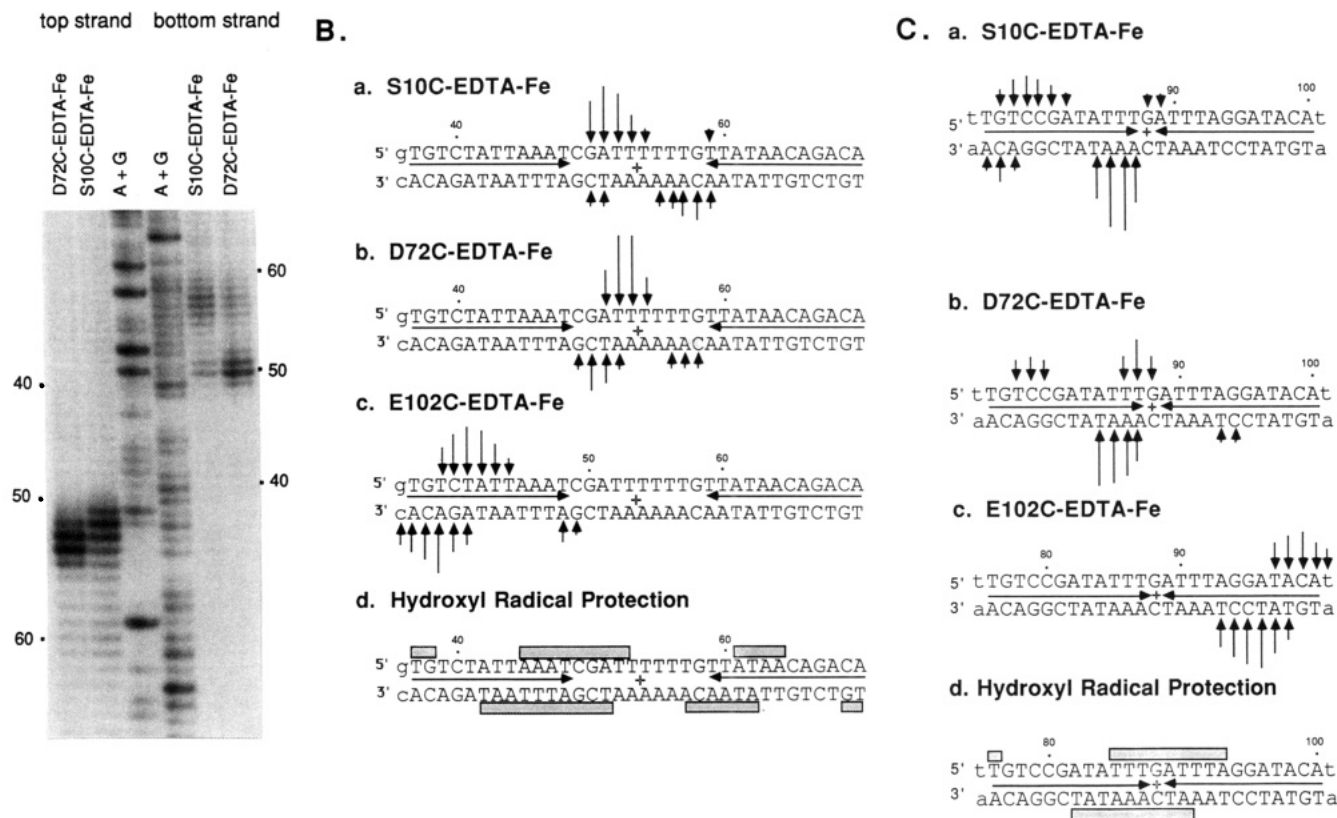 top strand
bottom strand
D72C-EDTA-Fe
S10C-EDTA-Fe
A + G
A + G
S10C-EDTA-Fe
D72C-EDTA-Fe
40
50
60
60
50
40
B.
a. S10C-EDTA-Fe
40
60
5' gTGTCTATTAAATCGATTTTTTGTTATAACAGACA
+
3' cACAGATAATTTAGCTAAAAAACAATATTGTCTGT
b. D72C-EDTA-Fe
40
60
5' gTGTCTATTAAATCGATTTTTTGTTATAACAGACA
+
3' cACAGATAATTTAGCTAAAAAACAATATTGTCTGT
c. E102C-EDTA-Fe
50
60
5' gTGTCTATTAAATCGATTTTTTGTTATAACAGACA
+
3' cACAGATAATTTAGCTAAAAAACAATATTGTCTGT
d. Hydroxyl Radical Protection
40
60
5' gTGTCTATTAAATCGATTTTTTGTTATAACAGACA
+
3' cACAGATAATTTAGCTAAAAAACAATATTGTCTGT
C. a. S10C-EDTA-Fe
90
100
5' tTGTCCGATATTTGATTTAGGATACAt
+
3' aACAGGCTATAAACTAAATCCTATGTa
b. D72C-EDTA-Fe
90
100
5' tTGTCCGATATTTGATTTAGGATACAt
+
3' aACAGGCTATAAACTAAATCCTATGTa
c. E102C-EDTA-Fe
80
90
5' tTGTCCGATATTTGATTTAGGATACAt
+
3' aACAGGCTATAAACTAAATCCTATGTa
d. Hydroxyl Radical Protection
80
100
5' tTGTCCGATATTTGATTTAGGATACAt
+
3' aACAGGCTATAAACTAAATCCTATGTa